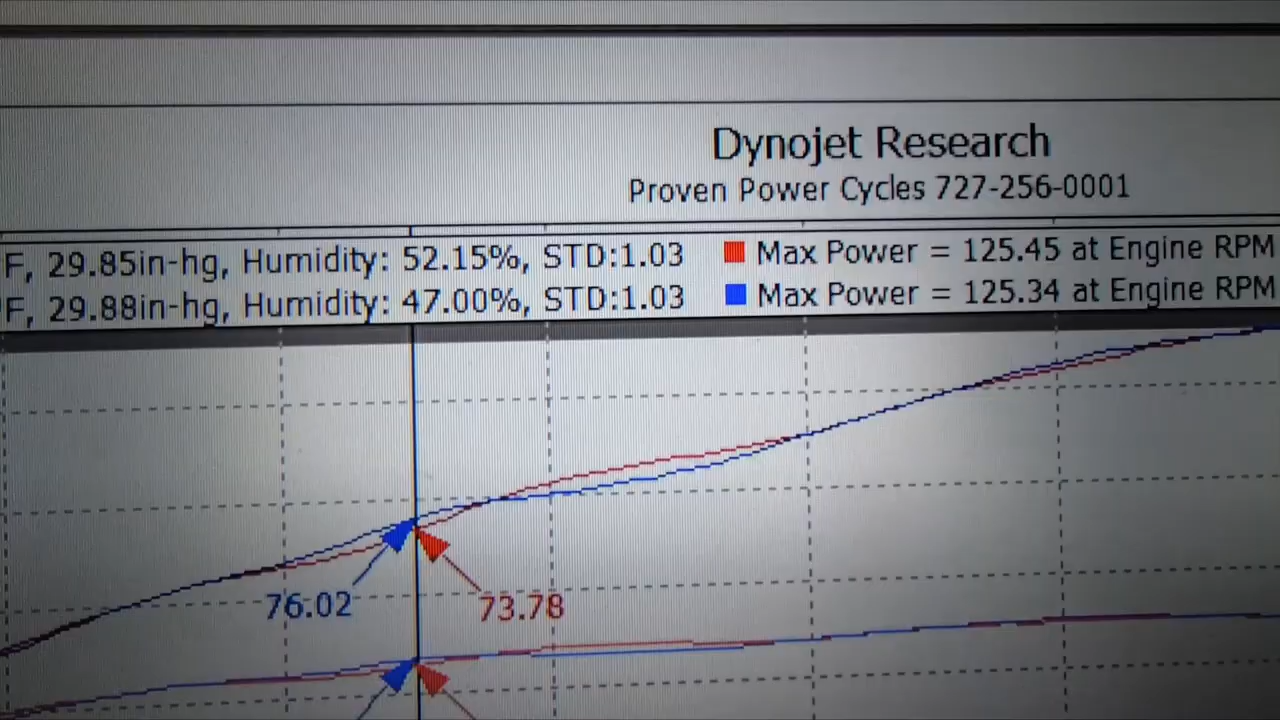 Dynojet Research
Proven Power Cycles 727-256-0001
F, 29.85in-hg, Humidity: 52.15%, STD:1.03 Max Power = 125.45 at Engine RPM
F, 29.88in-hg, Humidity: 47.00%, STD:1.03 Max Power = 125.34 at Engine RPM
76.02 73.78